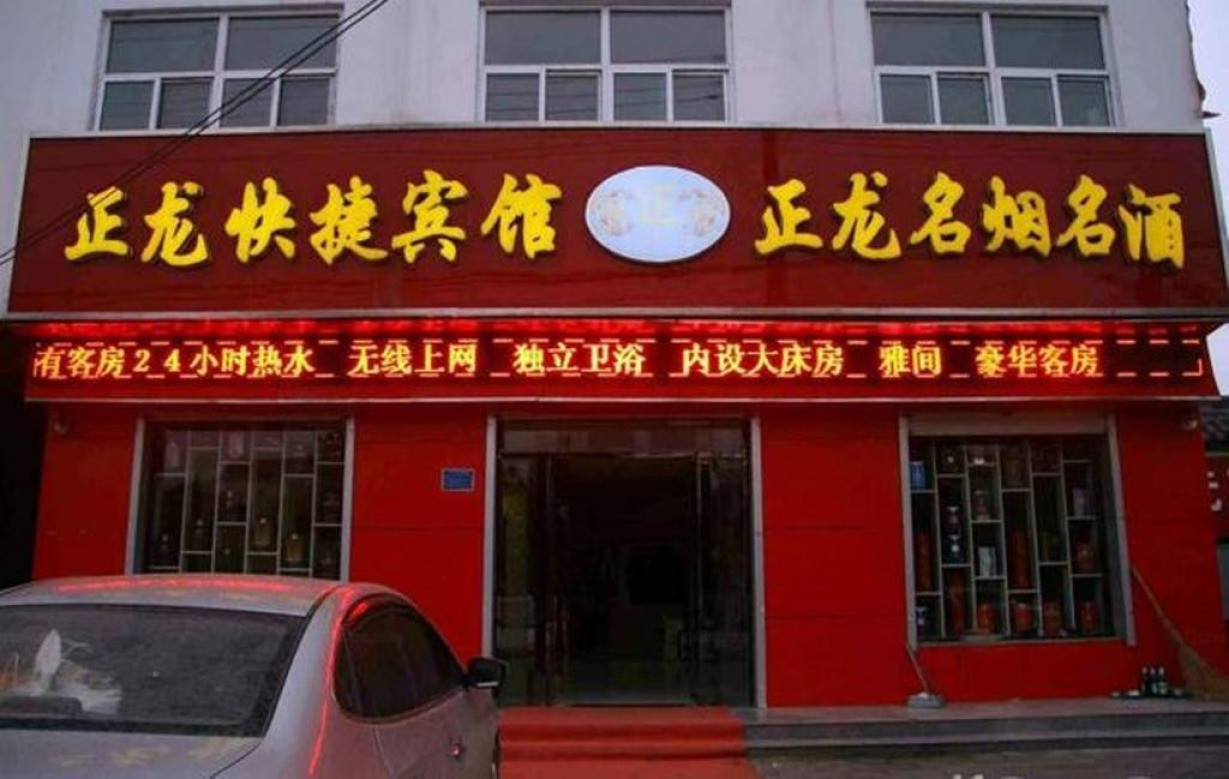 正龙快捷宾馆 正 正龙名烟名酒
有客房24小时热水 无线上网 独立卫浴 内设大床房 雅间 豪华客房